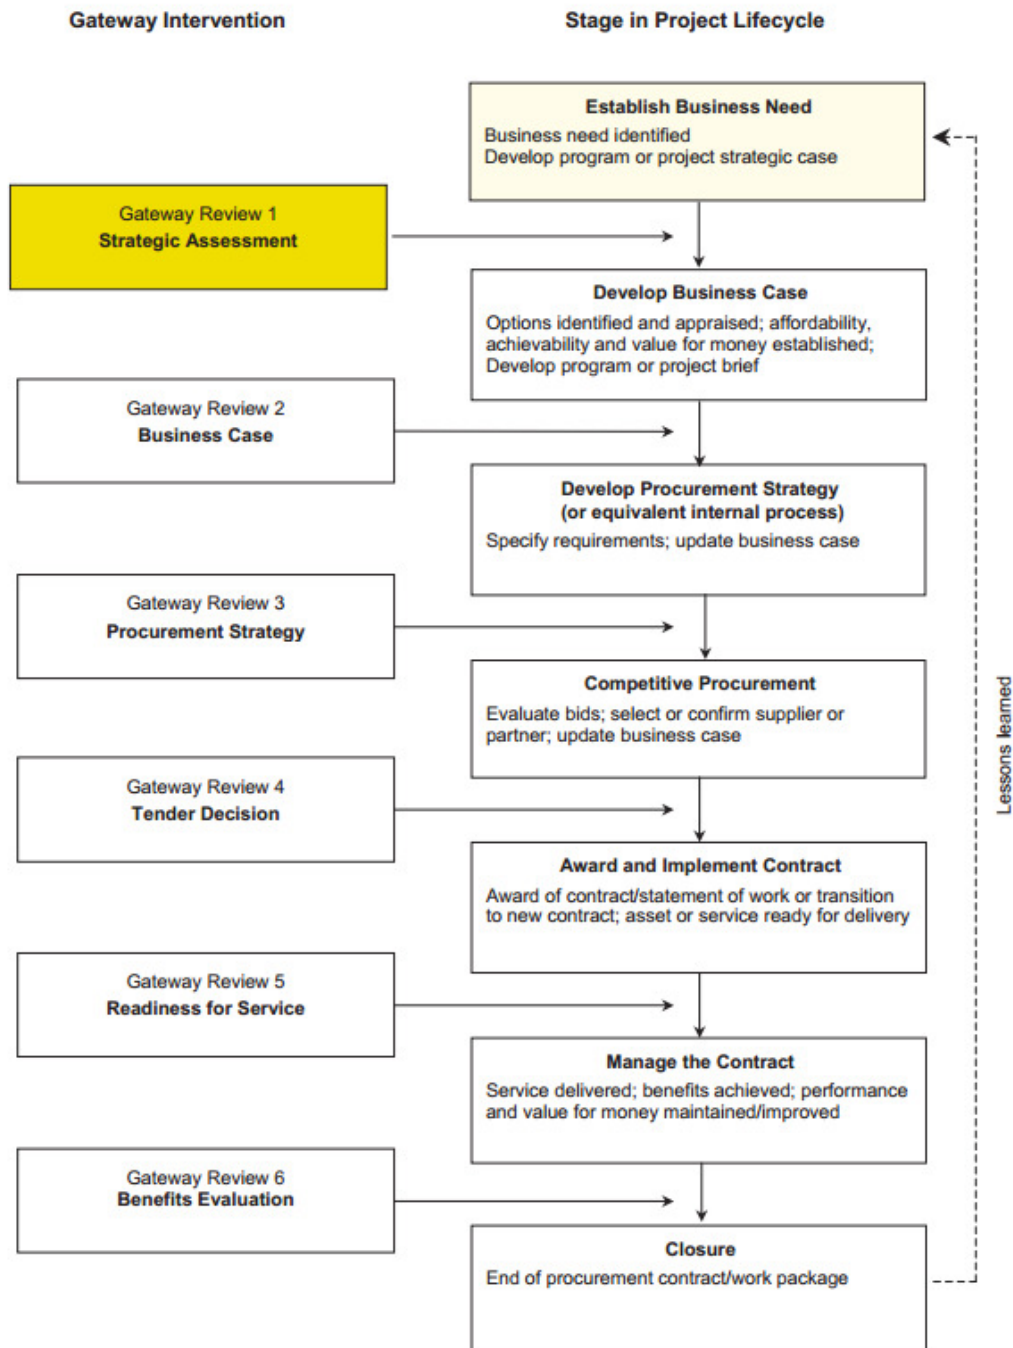 Gateway Intervention
Stage in Project Lifecycle
Establish Business Need
Business need identified
Develop program or project strategic case
Gateway Review 1
Strategic Assessment
Develop Business Case
Options identified and appraised; affordability,
achievability and value for money established;
Develop program or project brief
Gateway Review 2
Business Case
Develop Procurement Strategy
(or equivalent internal process)
Specify requirements; update business case
Gateway Review 3
Procurement Strategy
Competitive Procurement
Evaluate bids; select or confirm supplier or
partner; update business case
Gateway Review 4
Tender Decision
Award and Implement Contract
Award of contract/statement of work or transition
to new contract; asset or service ready for delivery
Gateway Review 5
Readiness for Service
Manage the Contract
Service delivered; benefits achieved; performance
and value for money maintained/improved
Gateway Review 6
Benefits Evaluation
Closure
End of procurement contract/work package
Lessons learned